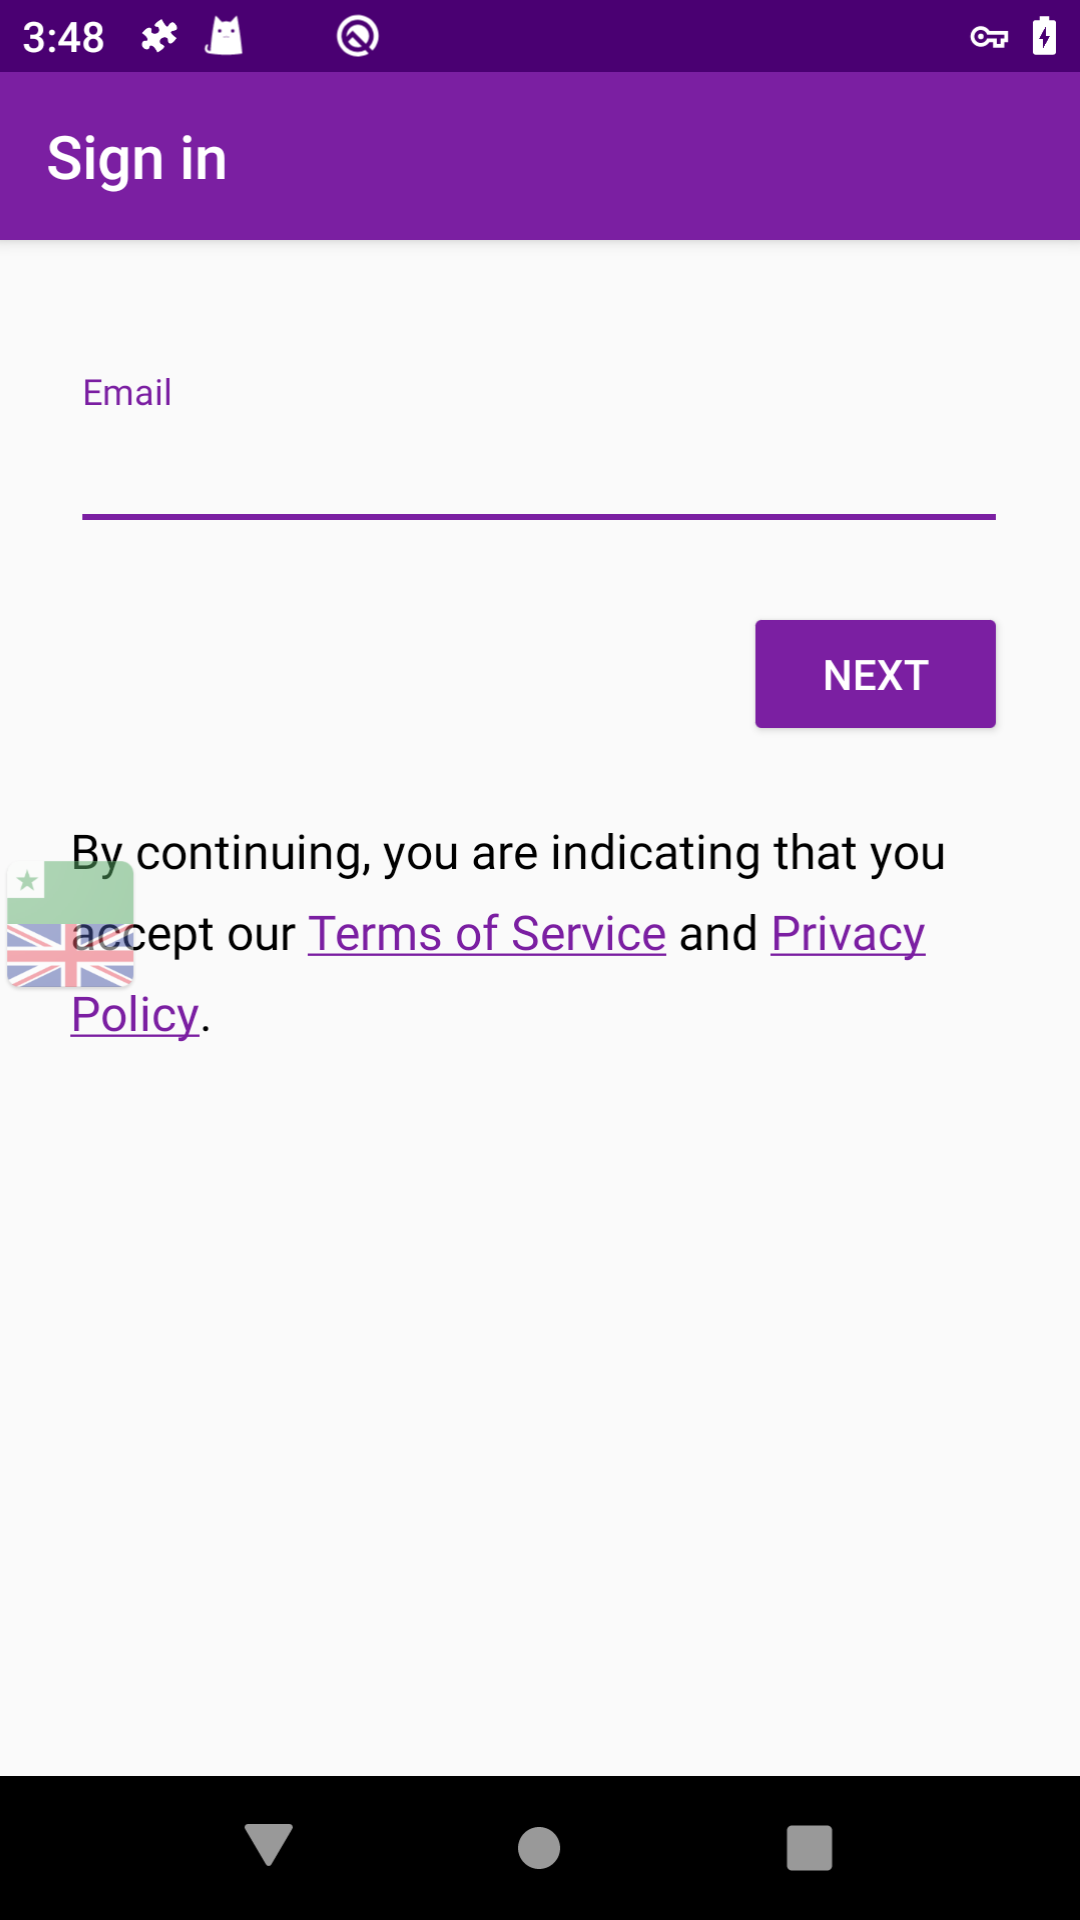 3:48
Sign in
Email
NEXT
By continuing, you are indicating that you
accept our Terms of Service and Privacy
Policy.